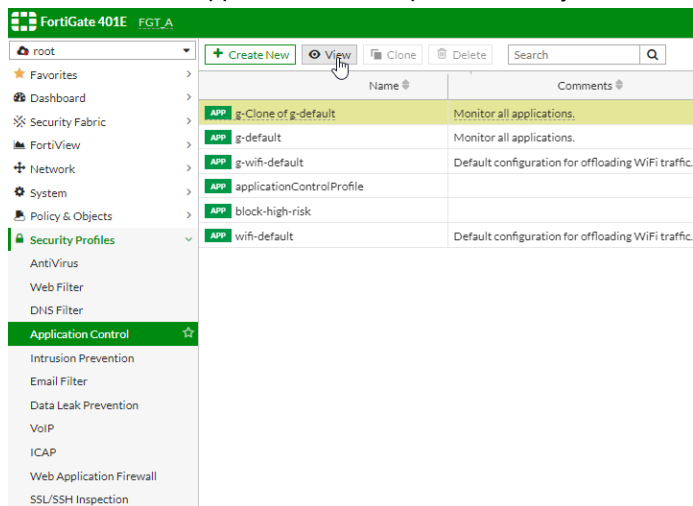 FortiGate 401E FGT_A
root
+ Create New View Clone Delete Search
Favorites
Dashboard
Security Fabric
FortiView
Network
System
Policy & Objects
Security Profiles
AntiVirus
Web Filter
DNS Filter
Application Control
Intrusion Prevention
Email Filter
Data Leak Prevention
VoIP
ICAP
Web Application Firewall
SSL/SSH Inspection
Name Comments
APP g-Clone of g-default Monitor all applications.
APP g-default Monitor all applications.
APP g-wifi-default Default configuration for offloading WiFi traffic.
APP applicationControlProfile
APP block-high-risk
APP wifi-default Default configuration for offloading WiFi traffic.